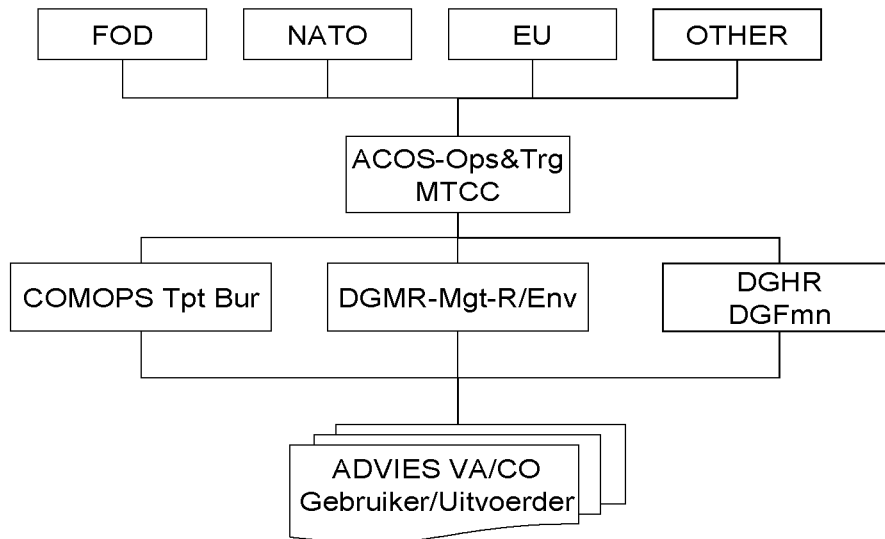 FOD
NATO
EU
OTHER
ACOS-Ops&Trg
MTCC
COMOPS Tpt Bur
DGMR-Mgt-R/Env
DGHR
DGFmn
ADVIES VA/CO
Gebruiker/Uitvoerder